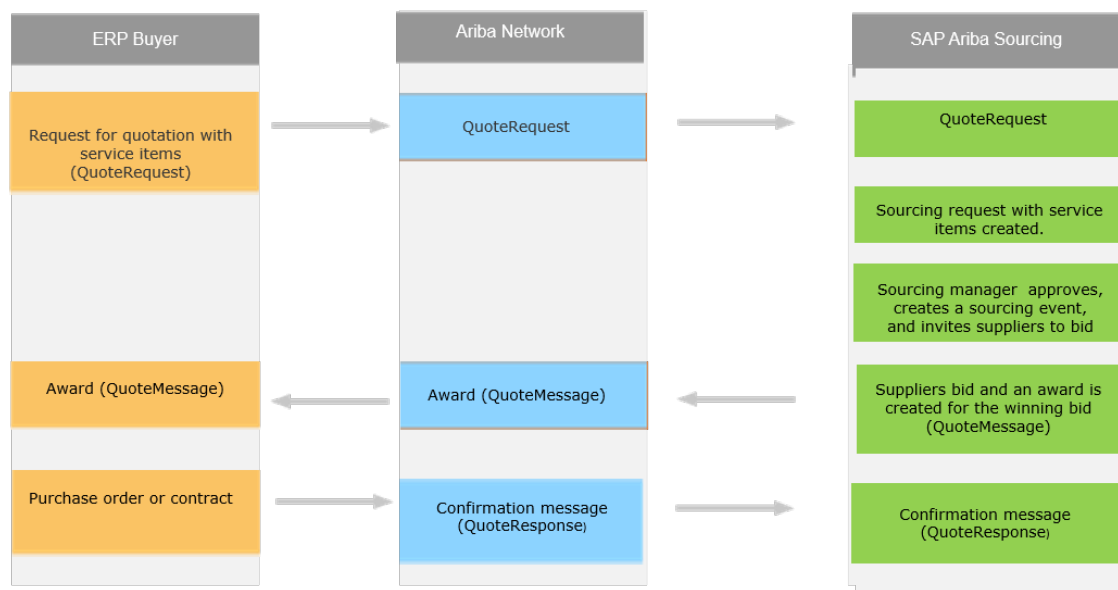 ERP Buyer
Ariba Network
SAP Ariba Sourcing
Request for quotation with
service items
(QuoteRequest)
QuoteRequest
QuoteRequest
Sourcing request with service
items created.
Sourcing manager  approves,
creates a sourcing event,
and invites suppliers to bid
Award (QuoteMessage)
Award (QuoteMessage)
Suppliers bid and an award is
created for the winning bid
(QuoteMessage)
Purchase order or contract
Confirmation message
(QuoteResponse)
Confirmation message
(QuoteResponse)